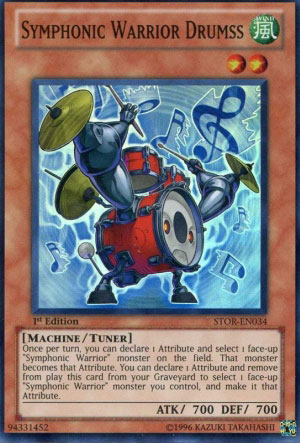 SYMPHONIC WARRIOR DRUMSS
WIND
風
1st Edition
STOR-EN034
[MACHINE/TUNER]
Once per turn, you can declare 1 Attribute and select 1 face-up
"Symphonic Warrior" monster on the field. That monster
becomes that Attribute. You can declare 1 Attribute and remove
from play this card from your Graveyard to select 1 face-up
"Symphonic Warrior" monster you control, and make it that
Attribute.
ATK/ 700 DEF/ 700
94331452
©1996 KAZUKI TAKAHASHI